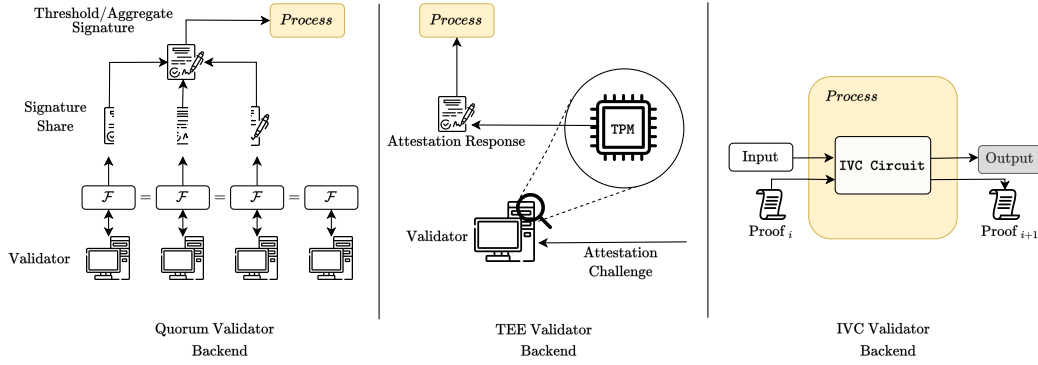 Threshold/Aggregate
Signature
Process
Signature
Share
ℱ = ℱ = ℱ = ℱ
Validator
Quorum Validator
Backend
Process
TPM
Attestation Response
Validator
Attestation
Challenge
TEE Validator
Backend
Process
Input
IVC Circuit
Output
Proof i
Proof i+1
IVC Validator
Backend